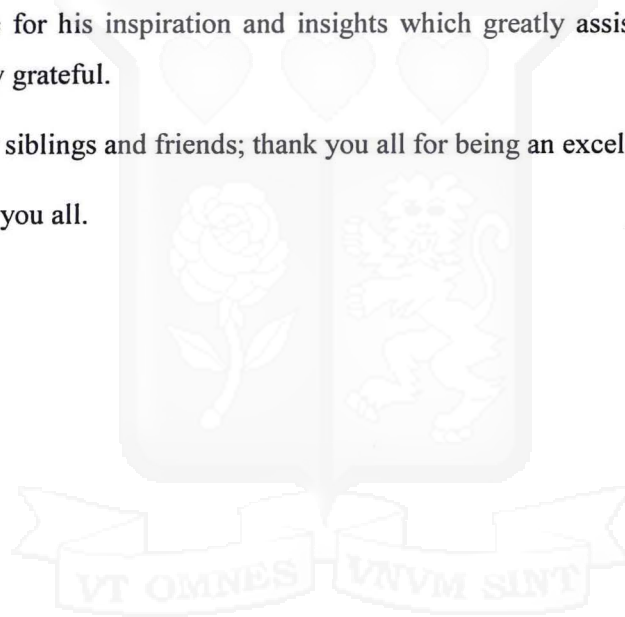 for his inspiration and insights which greatly assis
grateful.
siblings and friends; thank you all for being an excel
you all.
VT OMNES VNVM SINT